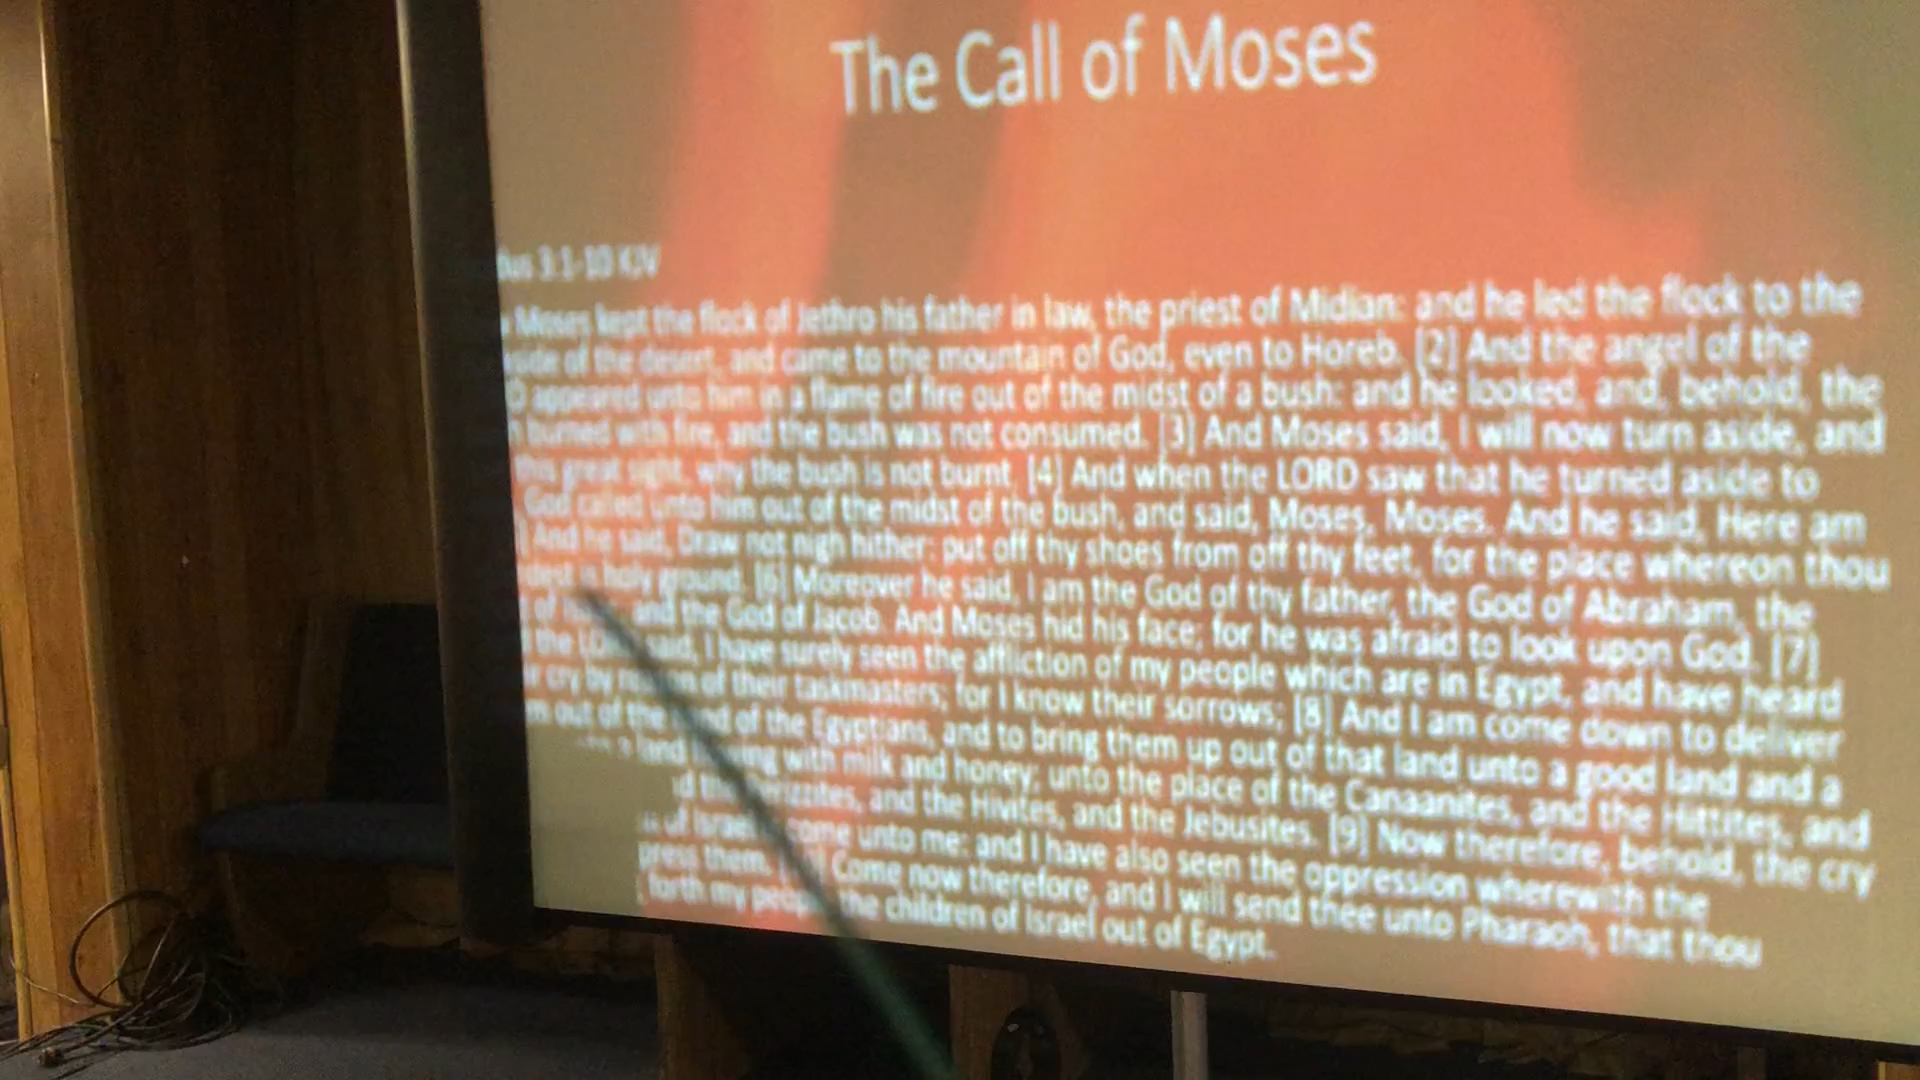 The Call of Moses
3:1-10 KJV
Moses kept the flock of Jethro his father in law, the priest of Midian: and he led the flock to the
side of the desert, and came to the mountain of God, even to Horeb. [2] And the angel of the
appeared unto him in a flame of fire out of the midst of a bush: and he looked, and, behold, the
burned with fire, and the bush was not consumed. [3] And Moses said, I will now turn aside, and
this great sight, why the bush is not burnt. [4] And when the LORD saw that he turned aside to
God called unto him out of the midst of the bush, and said, Moses, Moses. And he said, Here am
And he said, Draw not nigh hither: put off thy shoes from off thy feet, for the place whereon thou
is holy ground. [6] Moreover he said, I am the God of thy father, the God of Abraham, the
of and the God of Jacob. And Moses hid his face; for he was afraid to look upon God. [7]
the said, I have surely seen the affliction of my people which are in Egypt, and have heard
cry by of their taskmasters; for I know their sorrows; [8] And I am come down to deliver
out of the of the Egyptians, and to bring them up out of that land unto a good land and a
land with milk and honey; unto the place of the Canaanites, and the Hittites, and
and the Hivites, and the Jebusites. [9] Now therefore, behold, the cry
of come unto me: and I have also seen the oppression wherewith the
them. Come now therefore, and I will send thee unto Pharaoh, that thou
forth my the children of Israel out of Egypt.